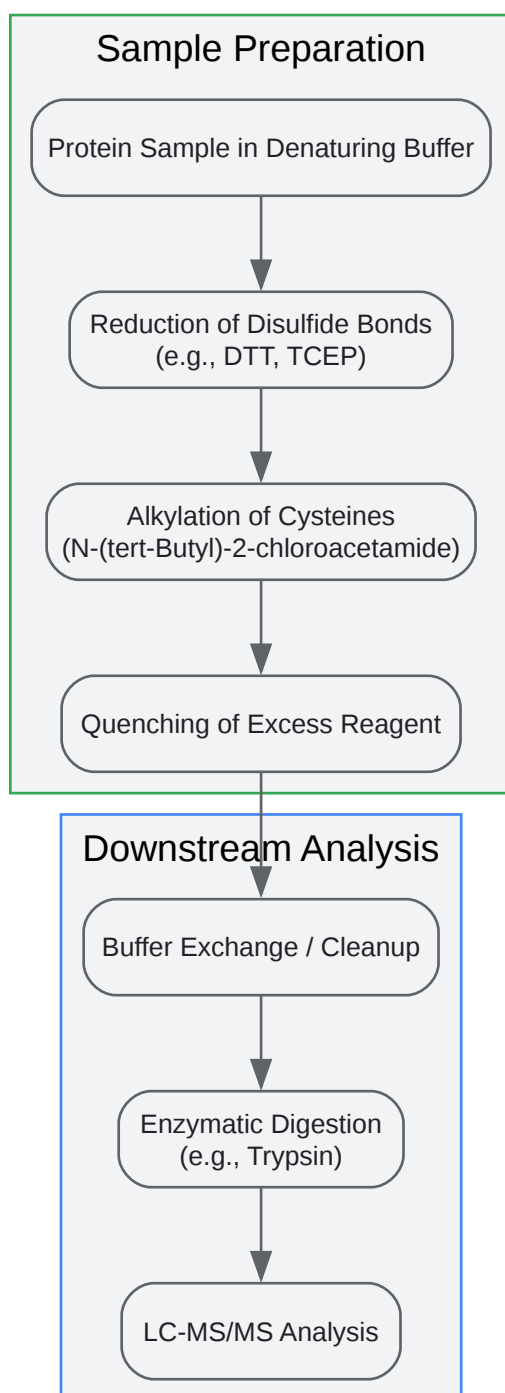 Sample Preparation
Protein Sample in Denaturing Buffer
Reduction of Disulfide Bonds
(e.g., DTT, TCEP)
Alkylation of Cysteines
(N-(tert-Butyl)-2-chloroacetamide)
Quenching of Excess Reagent
Downstream Analysis
Buffer Exchange / Cleanup
Enzymatic Digestion
(e.g., Trypsin)
LC-MS/MS Analysis